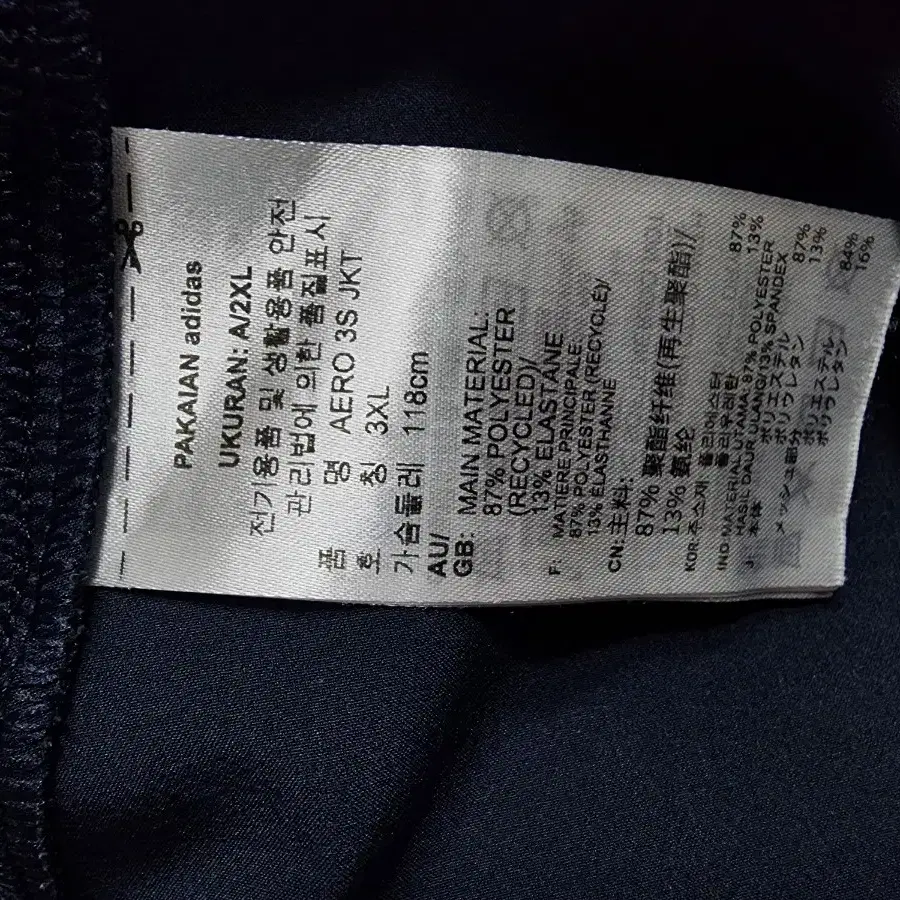 PAKAIAN adidas
UKURAN: A/2XL
전기용품 및 생활용품 안전
관리법에 의한 품질표시
품 명 AERO 3S JKT
호 칭 3XL
가슴둘레 118cm
AU/
GB: MAIN MATERIAL:
87% POLYESTER
(RECYCLED)/
13% ELASTANE
F: MATIERE PRINCIPALE:
87% POLYESTER (RECYCLE)/
13% ELASTHANNE
CN: 主料:
87% 聚酯纤维(再生聚酯)/
13% 氨纶
KOR 주소재 폴리에스터 87%
폴리우레탄 13%
IND MATERIAL UTAMA: 87% POLYESTER
HASIL DAUR ULANG/13% SPANDEX
J 本体 ポリエステル 87%
ポリウレタン 13%
メッシュ部分 ポリエステル 84%
ポリウレタン 16%